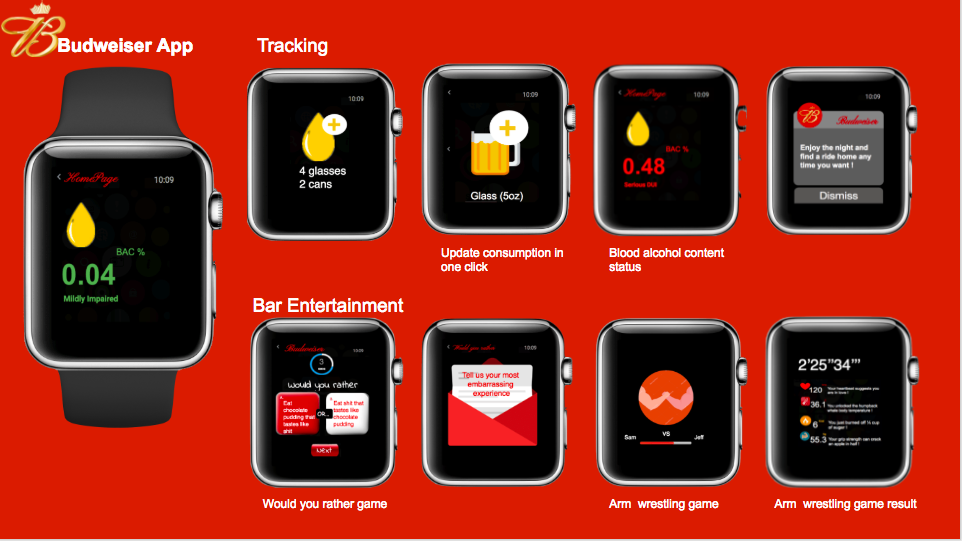 Budweiser App
Tracking
HomePage 10:09
BAC %
0.04
Mildly Impaired
10:09
4 glasses
2 cans
10:09
Glass (5oz)
Update consumption in
one click
HomePage 10:09
BAC %
0.48
Serious DUI
Blood alcohol content
status
10:09
Budweiser
Enjoy the night and
find a ride home any
time you want !
Dismiss
Bar Entertainment
Budweiser 10:09
3
would you rather
Eat
chocolate
pudding that
tastes like
shit
OR...
Eat shit that
tastes like
chocolate
pudding
Next
Would you rather game
Would you rather 10:09
Tell us your most
embarrassing
experience
VS
Sam Jeff
Arm wrestling game
2'25"34'''
120 Your heartbeat suggests you
are in love !
36.1 You unlocked the humpback
whale body temperature !
6 You just burned off ½ cup
of sugar !
55.3 Your grip strength can crack
an apple in half !
Arm wrestling game result